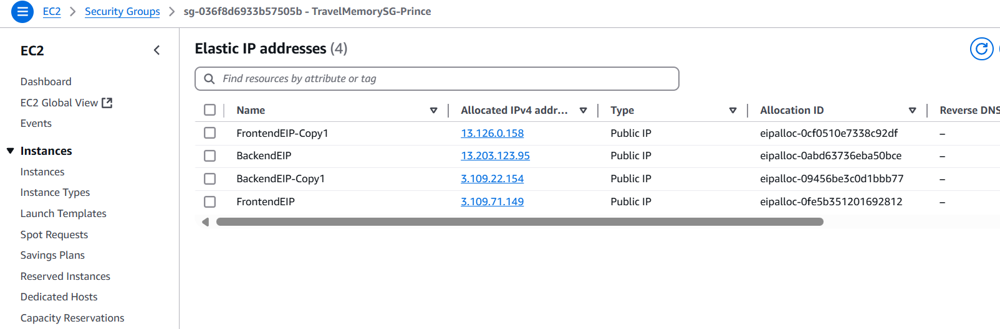 EC2 > Security Groups > sg-036f8d6933b57505b - TravelMemorySG-Prince
EC2
Dashboard
EC2 Global View
Events
Instances
Instances
Instance Types
Launch Templates
Spot Requests
Savings Plans
Reserved Instances
Dedicated Hosts
Capacity Reservations
Elastic IP addresses (4)
Find resources by attribute or tag
Name Allocated IPv4 addr... Type Allocation ID Reverse DNS
FrontendEIP-Copy1 13.126.0.158 Public IP eipalloc-0cf0510e7338c92df –
BackendEIP 13.203.123.95 Public IP eipalloc-0abd63736eba50bce –
BackendEIP-Copy1 3.109.22.154 Public IP eipalloc-09456be3c0d1bbb77 –
FrontendEIP 3.109.71.149 Public IP eipalloc-0fe5b351201692812 –